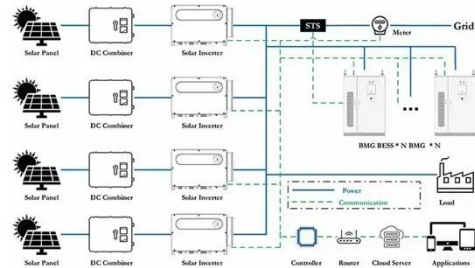 STS
Meter
Grid
Solar Panel DC Combiner Solar Inverter
Solar Panel DC Combiner Solar Inverter
BMG BESS * N BMG * N
Solar Panel DC Combiner Solar Inverter
Power
Communication
Load
Solar Panel DC Combiner Solar Inverter
Controller Router Cloud Server Applications